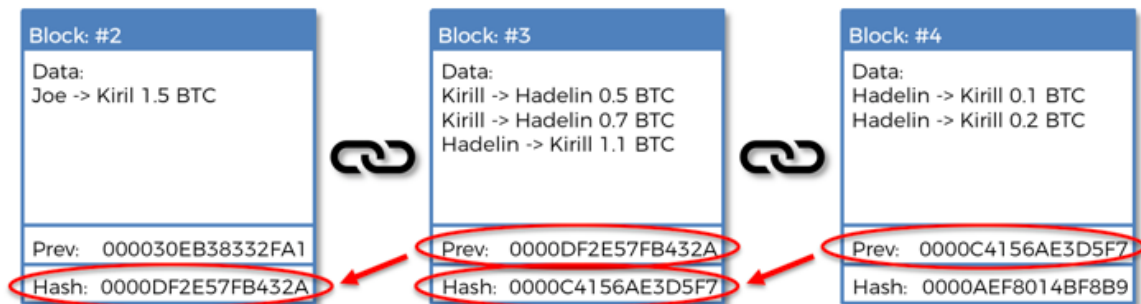 Block: #2
Data:
Joe -> Kiril 1.5 BTC
Prev: 000030EB38332FA1
Hash: 0000DF2E57FB432A
Block: #3
Data:
Kirill -> Hadelin 0.5 BTC
Kirill -> Hadelin 0.7 BTC
Hadelin -> Kirill 1.1 BTC
Prev: 0000DF2E57FB432A
Hash: 0000C4156AE3D5F7
Block: #4
Data:
Hadelin -> Kirill 0.1 BTC
Hadelin -> Kirill 0.2 BTC
Prev: 0000C4156AE3D5F7
Hash: 0000AEF8014BF8B9